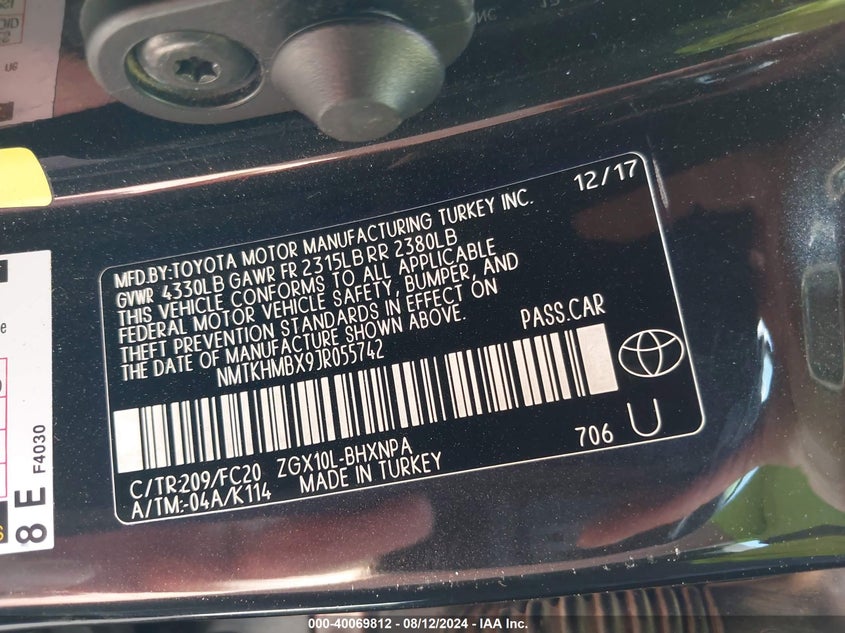 12/17
MFD.BY:TOYOTA MOTOR MANUFACTURING TURKEY INC.
GVWR 4330LB GAWR FR 2315LB RR 2380LB
THIS VEHICLE CONFORMS TO ALL APPLICABLE
FEDERAL MOTOR VEHICLE SAFETY, BUMPER, AND
THEFT PREVENTION STANDARDS IN EFFECT ON
THE DATE OF MANUFACTURE SHOWN ABOVE.
NMTKHMBX9JR055742 PASS.CAR
C/TR:209/FC20 ZGX10L-BHXNPA 706 U
A/TM:-04A/K114 MADE IN TURKEY
8 E
F4030
000-40069812 - 08/12/2024 - IAA Inc.